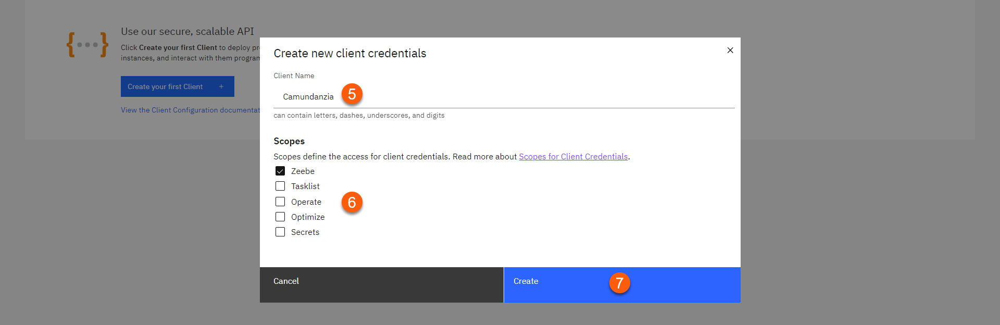 Use our secure, scalable API
Click Create your first Client to deploy pr
instances, and interact with them program
Create your first Client +
View the Client Configuration documentat
Create new client credentials
Client Name
Camundanzia
5
can contain letters, dashes, underscores, and digits
Scopes
Scopes define the access for client credentials. Read more about Scopes for Client Credentials.
Zeebe
Tasklist
Operate
6
Optimize
Secrets
Cancel
Create
7